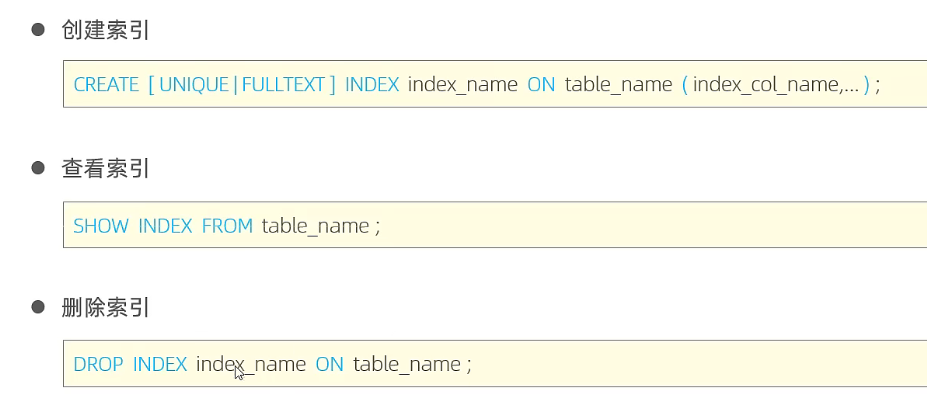 创建索引
CREATE [ UNIQUE | FULLTEXT ] INDEX index_name ON table_name ( index_col_name,... ) ;
查看索引
SHOW INDEX FROM table_name ;
删除索引
DROP INDEX index_name ON table_name ;